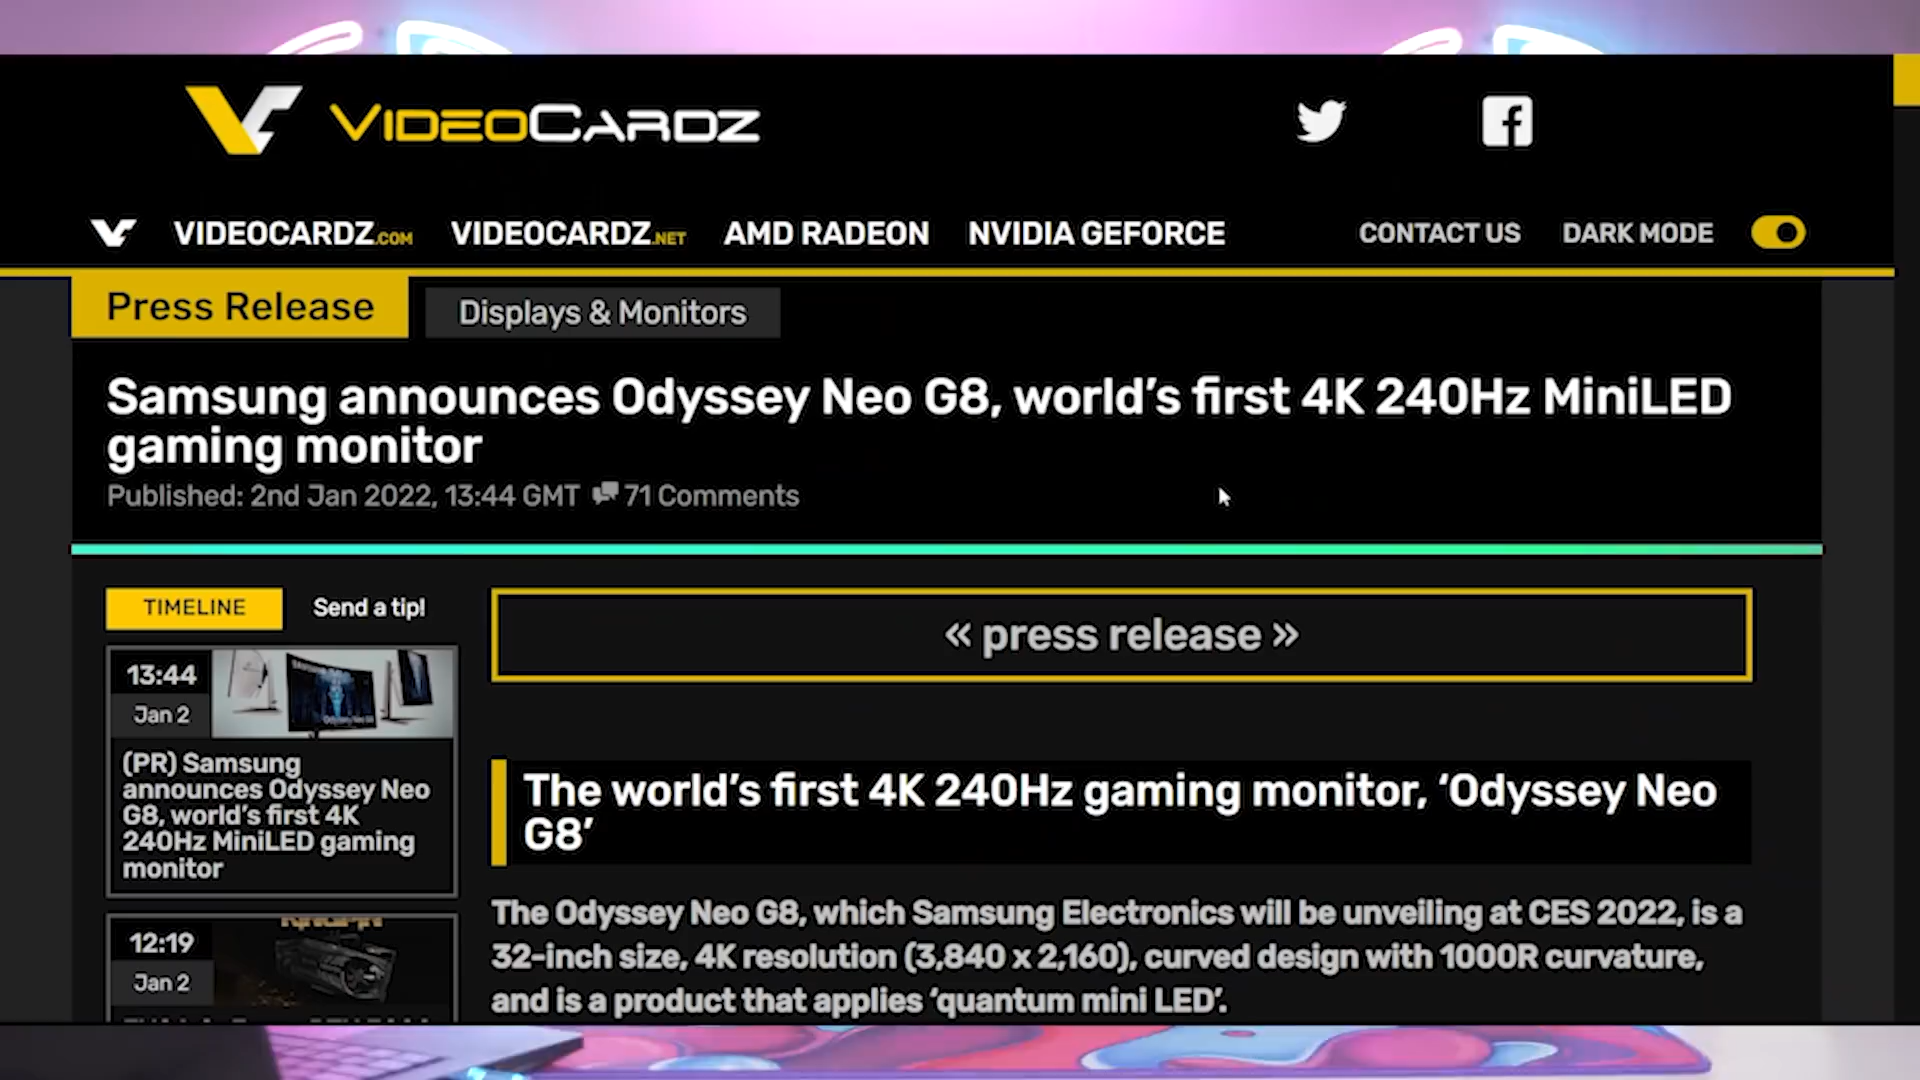 VIDEOCARDZ
VIDEOCARDZ.COM VIDEOCARDZ.NET AMD RADEON NVIDIA GEFORCE CONTACT US DARK MODE
Press Release Displays & Monitors
Samsung announces Odyssey Neo G8, world's first 4K 240Hz MiniLED
gaming monitor
Published: 2nd Jan 2022, 13:44 GMT 71 Comments
TIMELINE Send a tip!
13:44
Jan 2
(PR) Samsung
announces Odyssey Neo
G8, world's first 4K
240Hz MiniLED gaming
monitor
12:19
Jan 2
« press release »
The world's first 4K 240Hz gaming monitor, ‘Odyssey Neo
G8’
The Odyssey Neo G8, which Samsung Electronics will be unveiling at CES 2022, is a
32-inch size, 4K resolution (3,840 x 2,160), curved design with 1000R curvature,
and is a product that applies ‘quantum mini LED’.